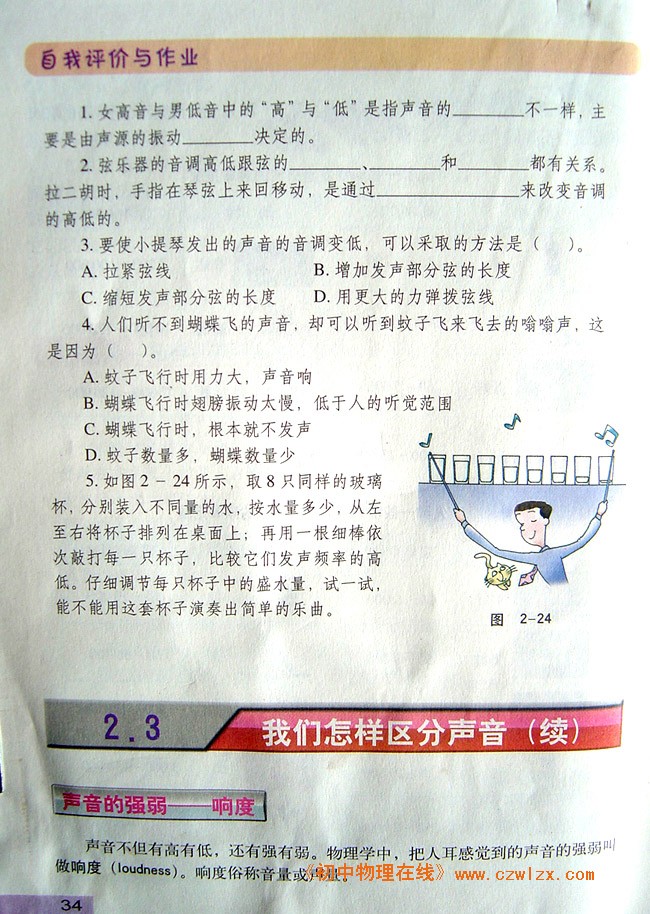 自我评价与作业
1. 女高音与男低音中的“高”与“低”是指声音的________不一样，主
要是由声源的振动________决定的。
2. 弦乐器的音调高低跟弦的________、________和________都有关系。
拉二胡时，手指在琴弦上来回移动，是通过________________来改变音调
的高低的。
3. 要使小提琴发出的声音的音调变低，可以采取的方法是（ ）。
A. 拉紧弦线 B. 增加发声部分弦的长度
C. 缩短发声部分弦的长度 D. 用更大的力弹拨弦线
4. 人们听不到蝴蝶飞的声音，却可以听到蚊子飞来飞去的嗡嗡声，这
是因为（ ）。
A. 蚊子飞行时用力大，声音响
B. 蝴蝶飞行时翅膀振动太慢，低于人的听觉范围
C. 蝴蝶飞行时，根本就不发声
D. 蚊子数量多，蝴蝶数量少
5. 如图 2－24 所示，取 8 只同样的玻璃
杯，分别装入不同量的水，按水量多少，从左
至右将杯子排列在桌面上；再用一根细棒依
次敲打每一只杯子，比较它们发声频率的高
低。仔细调节每只杯子中的盛水量，试一试，
能不能用这套杯子演奏出简单的乐曲。
图 2-24
2.3 我们怎样区分声音（续）
声音的强弱——响度
声音不但有高有低，还有强有弱。物理学中，把人耳感觉到的声音的强弱叫
做响度（loudness）。响度俗称音量或声量。
《初中物理在线》www.czwlzx.com
34